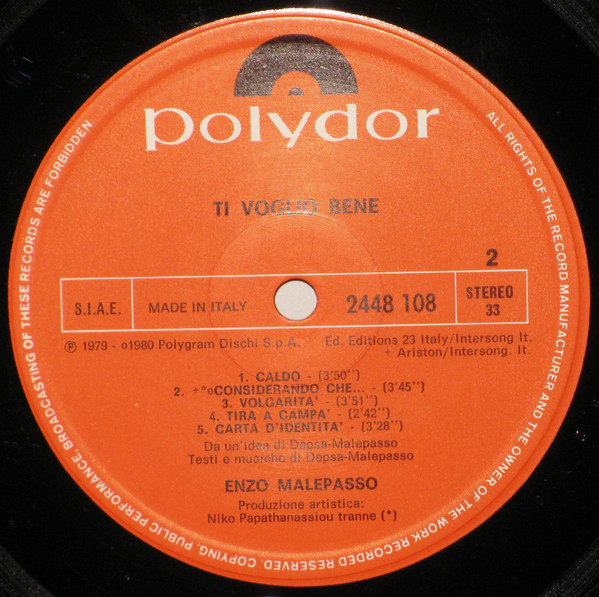 polydor
TI VOGLIO BENE
2
S.I.A.E.
MADE IN ITALY
2448 108
STEREO
33
℗ 1979 - o1980 Polygram Dischi S.p.A.
Ed. Editions 23 Italy/Intersong It.
+ Ariston/Intersong. It.
1. CALDO - (3'50'')
2. +*oCONSIDERANDO CHE... - (3'45'')
3. VOLGARITA' - (3'51'')
4. TIRA A CAMPA' - (2'42'')
5. CARTA D'IDENTITA' - (3'28'')
Da un'idea di Depsa-Malepasso
Testi e musiche di Depsa-Malepasso
ENZO MALEPASSO
Produzione artistica:
Niko Papathanassiou tranne (*)
ALL RIGHTS OF THE RECORD MANUFACTURER AND THE OWNER OF THE WORK RECORDED RESERVED. COPYING, PUBLIC PERFORMANCE, BROADCASTING OF THESE RECORDS ARE FORBIDDEN.